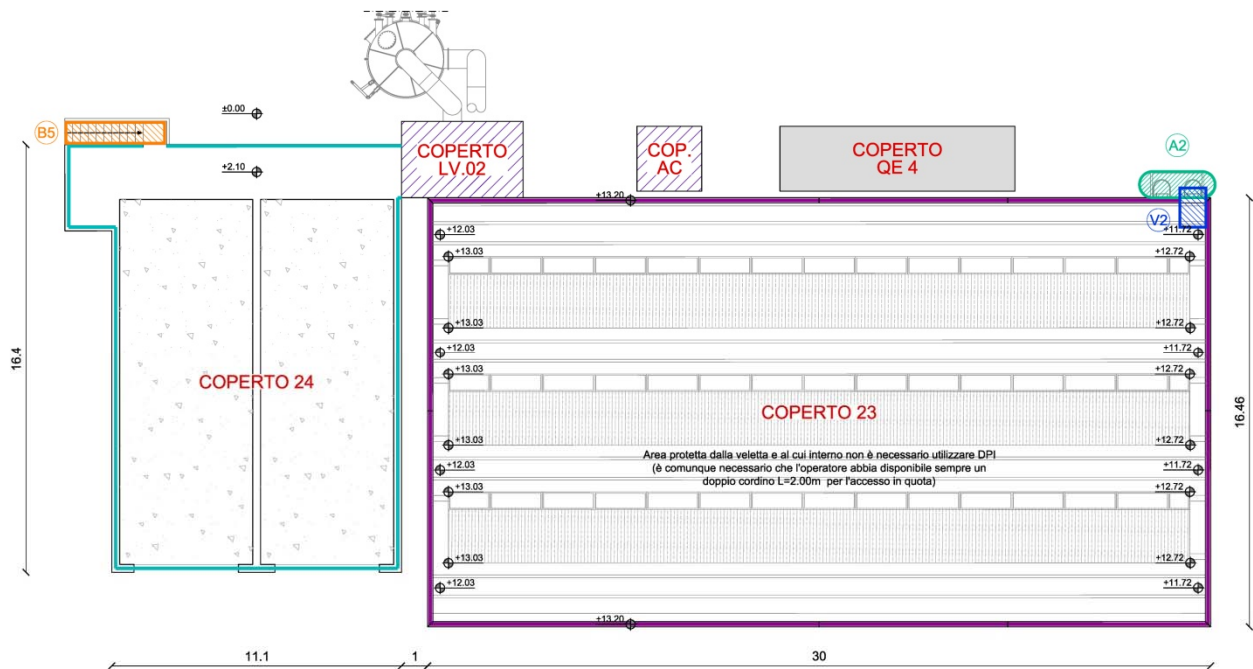 ±0.00
B5
COPERTO
LV.02
COP.
AC
COPERTO
QE 4
A2
+2.10
+13.20
V2
+12.03
+11.72
+13.03
+12.72
+13.03
+12.72
+12.03
+11.72
+13.03
+12.72
16.4
COPERTO 24
COPERTO 23
16.46
+13.03
+12.72
Area protetta dalla veletta e al cui interno non è necessario utilizzare DPI
(è comunque necessario che l'operatore abbia disponibile sempre un
doppio cordino L=2.00m per l'accesso in quota)
+12.03
+11.72
+13.03
+12.72
+13.03
+12.72
+12.03
+11.72
+13.20
11.1
1
30